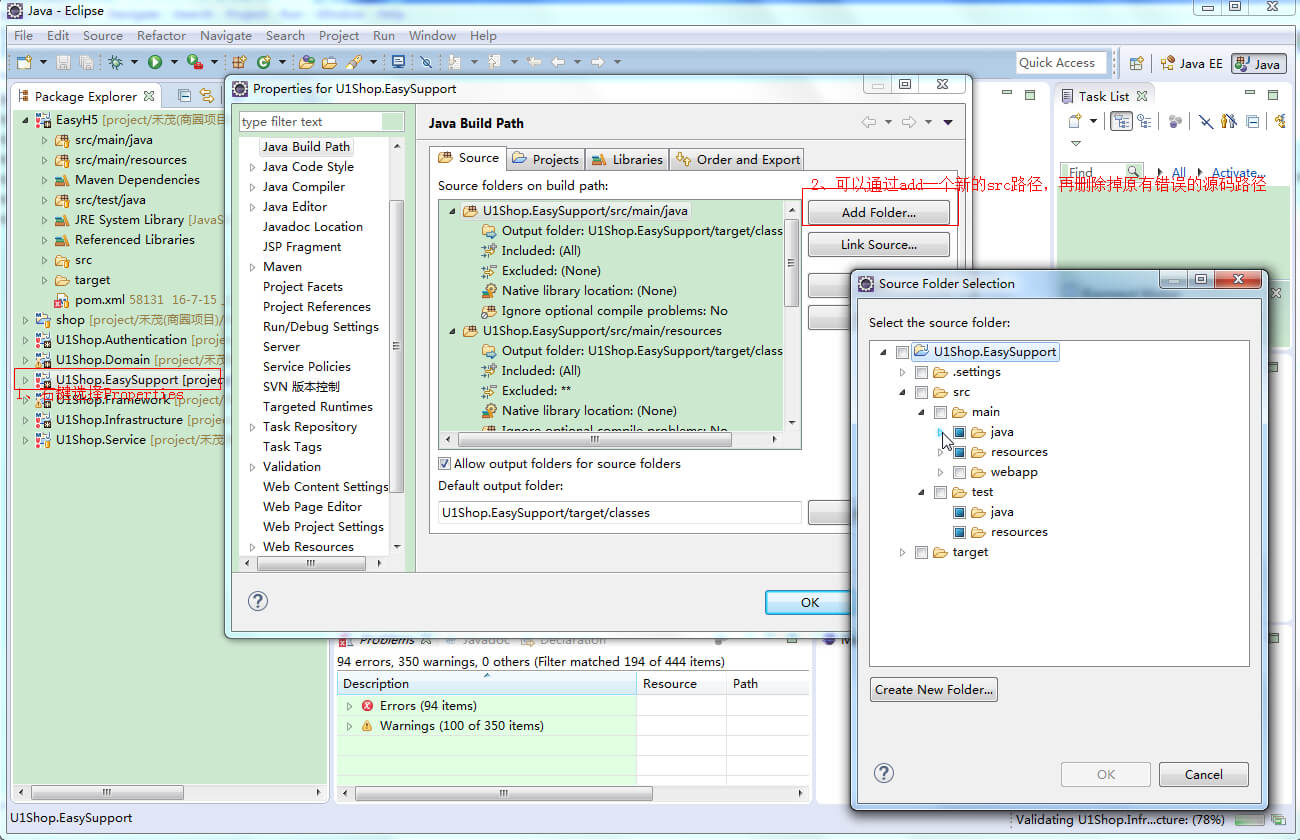 Java - Eclipse
File Edit Source Refactor Navigate Search Project Run Window Help
Quick Access
Java EE
Java
Package Explorer
EasyH5 [project/禾茂(商圆项目)
src/main/java
src/main/resources
Maven Dependencies
src/test/java
JRE System Library [JavaS
Referenced Libraries
src
target
pom.xml 58131 16-7-15
shop [project/禾茂(商圆项目)/
U1Shop.Authentication [project/
U1Shop.Domain [project/禾茂
U1Shop.EasySupport [projec
1、右键选择Properties
U1Shop.Framework [project/
U1Shop.Infrastructure [project/
U1Shop.Service [project/禾茂
Properties for U1Shop.EasySupport
type filter text
Java Build Path
Java Code Style
Java Compiler
Java Editor
Javadoc Location
JSP Fragment
Maven
Project Facets
Project References
Run/Debug Settings
Server
Service Policies
SVN 版本控制
Targeted Runtimes
Task Repository
Task Tags
Validation
Web Content Settings
Web Page Editor
Web Project Settings
Web Resources
Java Build Path
Source Projects Libraries Order and Export
Source folders on build path:
U1Shop.EasySupport/src/main/java
Output folder: U1Shop.EasySupport/target/class
Included: (All)
Excluded: (None)
Native library location: (None)
Ignore optional compile problems: No
U1Shop.EasySupport/src/main/resources
Output folder: U1Shop.EasySupport/target/class
Included: (All)
Excluded: **
Native library location: (None)
Ignore optional compile problems: No
Allow output folders for source folders
Default output folder:
U1Shop.EasySupport/target/classes
2、可以通过add一个新的src路径，再删除掉原有错误的源码路径
Add Folder...
Link Source...
OK
Task List
Find All Activate...
Source Folder Selection
Select the source folder:
U1Shop.EasySupport
.settings
src
main
java
resources
webapp
test
java
resources
target
Create New Folder...
OK Cancel
Problems Javadoc Declaration
94 errors, 350 warnings, 0 others (Filter matched 194 of 444 items)
Description Resource Path
Errors (94 items)
Warnings (100 of 350 items)
U1Shop.EasySupport
Validating U1Shop.Infr...cture: (78%)